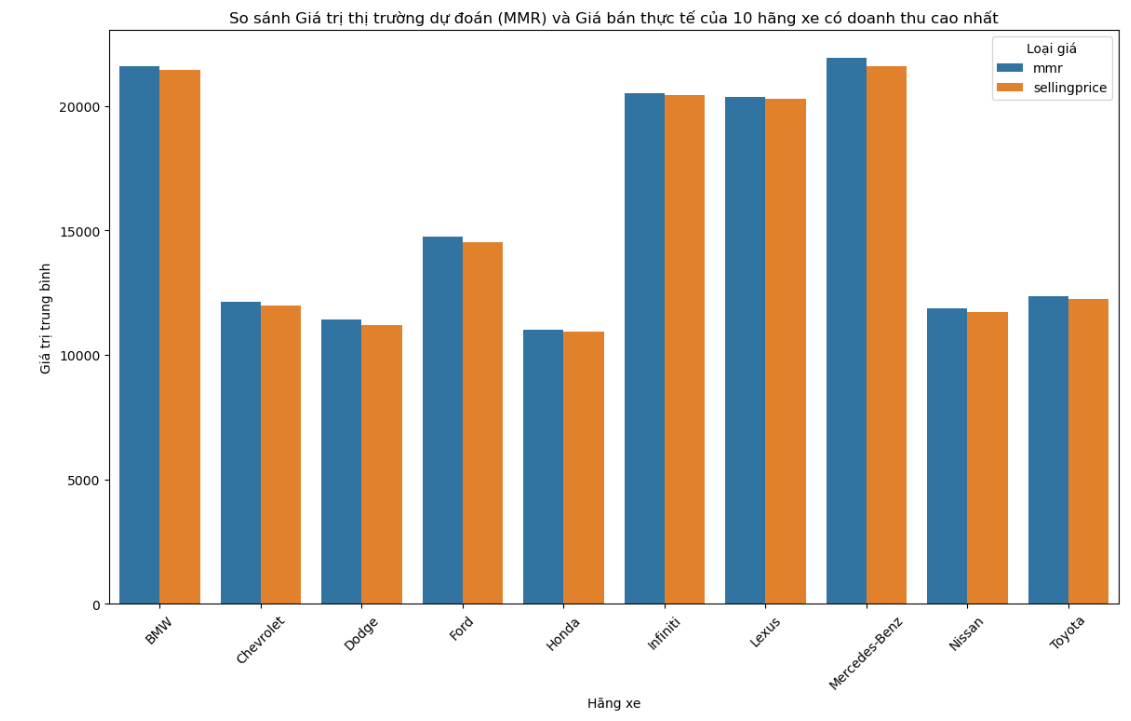 So sánh Giá trị thị trường dự đoán (MMR) và Giá bán thực tế của 10 hãng xe có doanh thu cao nhất
Loại giá
mmr
sellingprice
Giá trị trung bình
20000
15000
10000
5000
0
BMW
Chevrolet
Dodge
Ford
Honda
Infiniti
Lexus
Mercedes-Benz
Nissan
Toyota
Hãng xe